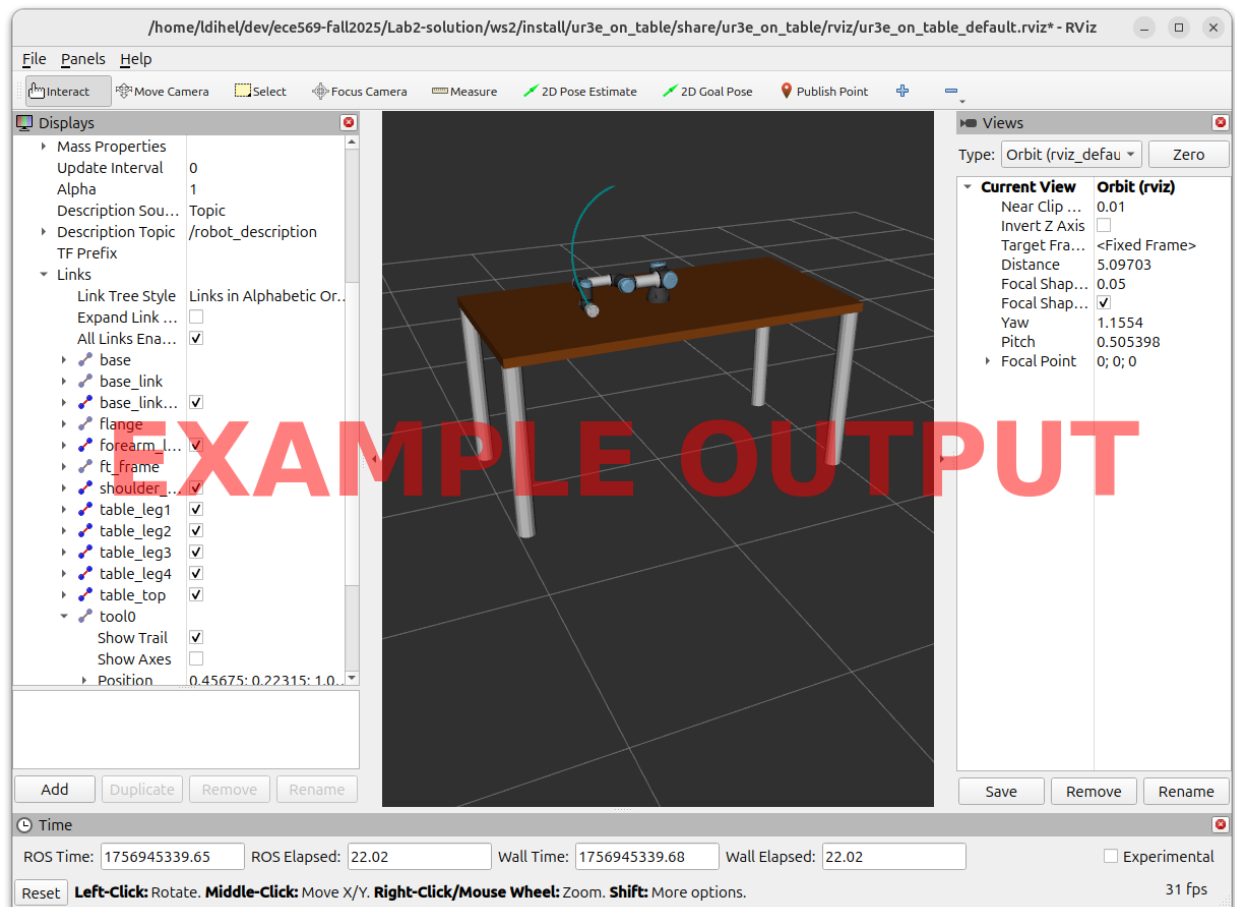 /home/ldihel/dev/ece569-fall2025/Lab2-solution/ws2/install/ur3e_on_table/share/ur3e_on_table/rviz/ur3e_on_table_default.rviz* - RViz
File Panels Help
Interact Move Camera Select Focus Camera Measure 2D Pose Estimate 2D Goal Pose Publish Point
Displays
Mass Properties
Update Interval 0
Alpha 1
Description Sou... Topic
Description Topic /robot_description
TF Prefix
Links
Link Tree Style Links in Alphabetic Or...
Expand Link ...
All Links Ena...
base
base_link
base_link...
flange
forearm_l...
ft_frame
shoulder_...
table_leg1
table_leg2
table_leg3
table_leg4
table_top
tool0
Show Trail
Show Axes
Position 0.45675; 0.22315; 1.0...
Add Duplicate Remove Rename
EXAMPLE OUTPUT
Views
Type: Orbit (rviz_defau Zero
Current View Orbit (rviz)
Near Clip ... 0.01
Invert Z Axis
Target Fra... <Fixed Frame>
Distance 5.09703
Focal Shap... 0.05
Focal Shap...
Yaw 1.1554
Pitch 0.505398
Focal Point 0; 0; 0
Save Remove Rename
Time
ROS Time: 1756945339.65 ROS Elapsed: 22.02 Wall Time: 1756945339.68 Wall Elapsed: 22.02 Experimental
Reset Left-Click: Rotate. Middle-Click: Move X/Y. Right-Click/Mouse Wheel: Zoom. Shift: More options. 31 fps